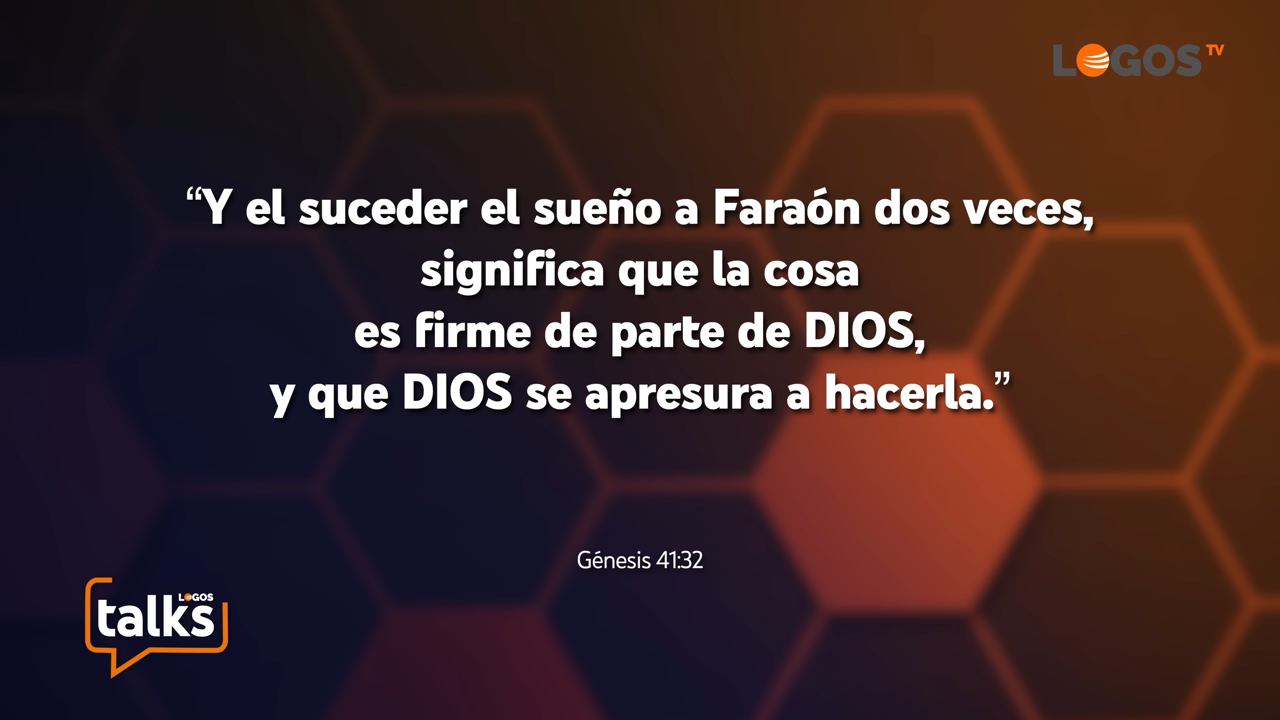 LOGOS TV
“Y el suceder el sueño a Faraón dos veces,
significa que la cosa
es firme de parte de DIOS,
y que DIOS se apresura a hacerla.”
Génesis 41:32
LOGOS
talks